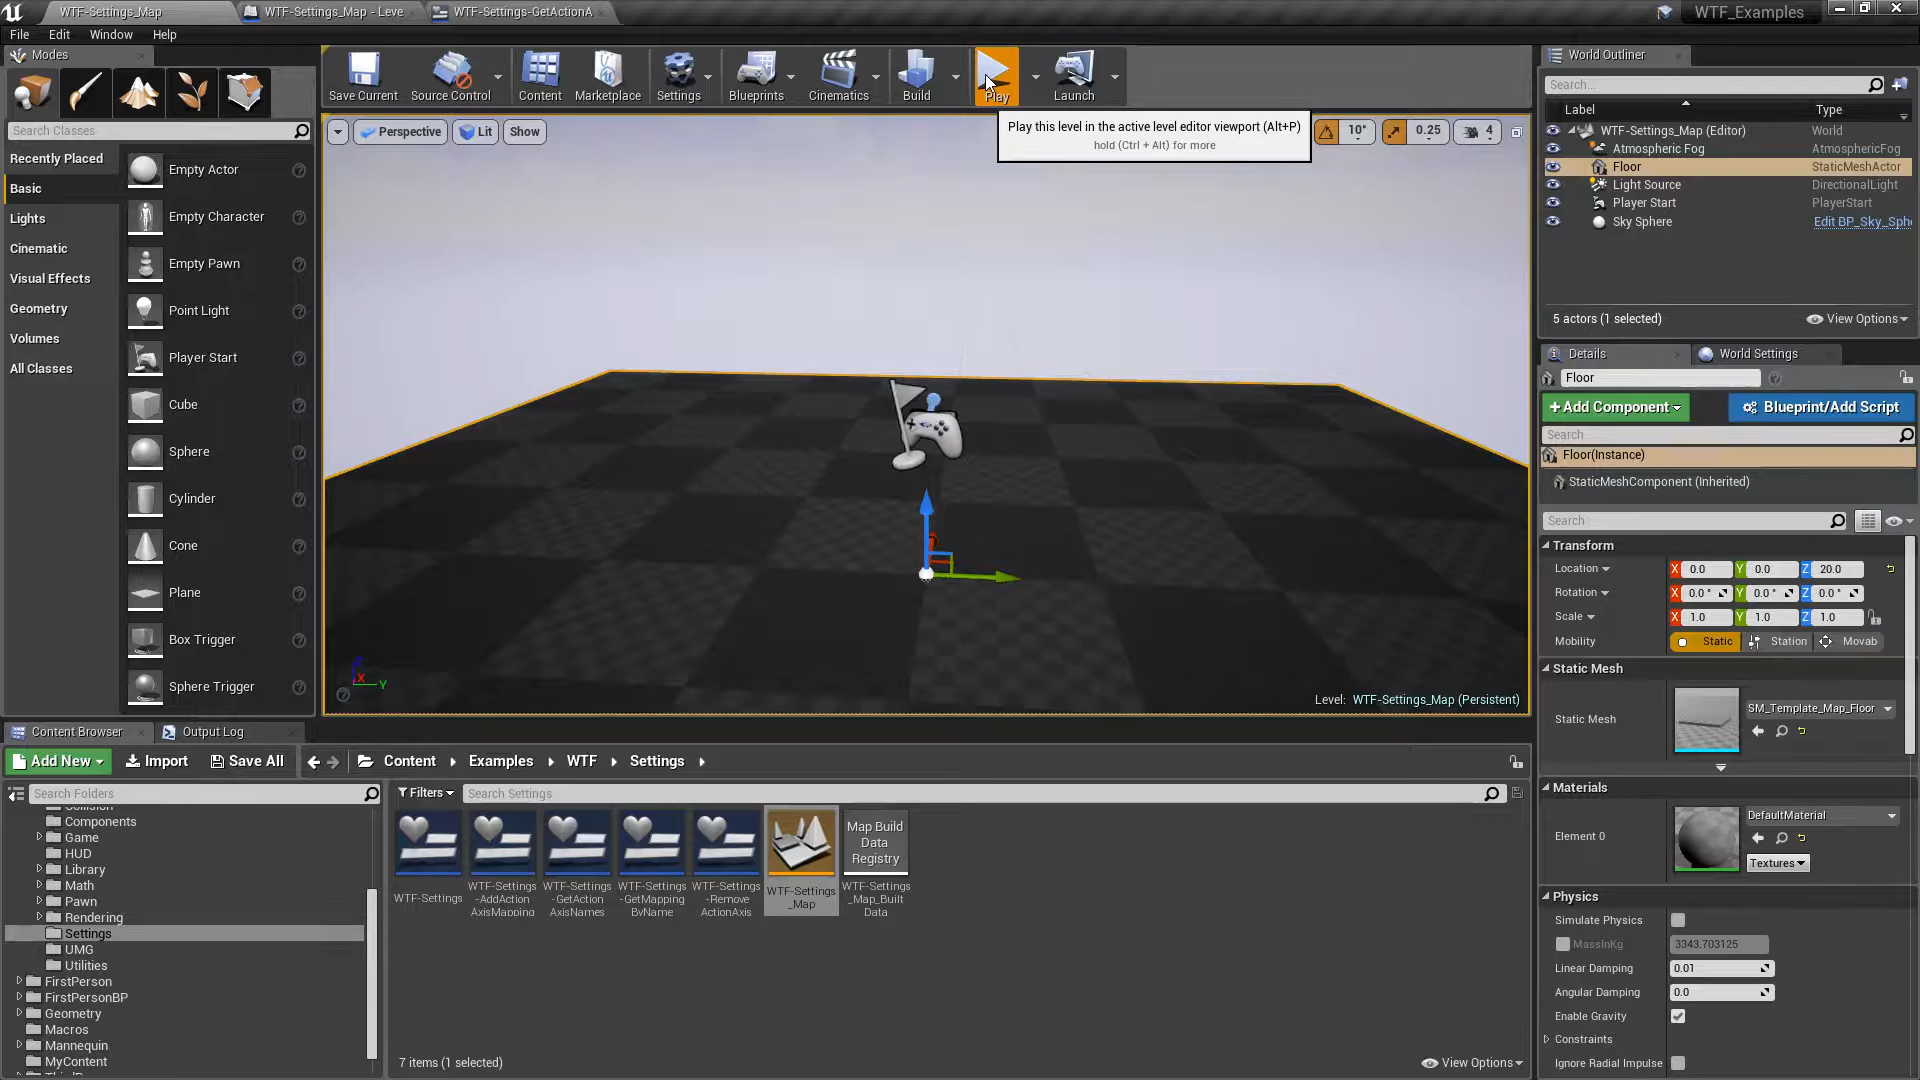 WTF-Settings_Map
WTF-Settings_Map - Leve
WTF-Settings-GetActionA
WTF_Examples
File
Edit
Window
Help
Modes
Search Classes
Recently Placed
Basic
Lights
Cinematic
Visual Effects
Geometry
Volumes
All Classes
Empty Actor
Empty Character
Empty Pawn
Point Light
Player Start
Cube
Sphere
Cylinder
Cone
Plane
Box Trigger
Sphere Trigger
Save Current
Source Control
Content
Marketplace
Settings
Blueprints
Cinematics
Build
Play
Launch
Perspective
Lit
Show
Play this level in the active level editor viewport (Alt+P)
hold (Ctrl + Alt) for more
10°
0.25
4
Z
X
Y
Level: WTF-Settings_Map (Persistent)
World Outliner
Search...
Label
Type
WTF-Settings_Map (Editor)
World
Atmospheric Fog
AtmosphericFog
Floor
StaticMeshActor
Light Source
DirectionalLight
Player Start
PlayerStart
Sky Sphere
Edit BP_Sky_Sph
5 actors (1 selected)
View Options
Details
World Settings
Floor
+Add Component
Blueprint/Add Script
Search
Floor(Instance)
StaticMeshComponent (Inherited)
Search
Transform
Location
X 0.0 Y 0.0 Z 20.0
Rotation
X 0.0 ° Y 0.0 ° Z 0.0 °
Scale
X 1.0 Y 1.0 Z 1.0
Mobility
Static
Station
Movab
Static Mesh
Static Mesh
SM_Template_Map_Floor
Materials
Element 0
DefaultMaterial
Textures
Physics
Simulate Physics
MassInKg
3343.703125
Linear Damping
0.01
Angular Damping
0.0
Enable Gravity
Constraints
Ignore Radial Impulse
Content Browser
Output Log
Add New
Import
Save All
Content
Examples
WTF
Settings
Search Folders
Filters
Search Settings
Collision
Components
Game
HUD
Library
Math
Pawn
Rendering
Settings
UMG
Utilities
FirstPerson
FirstPersonBP
Geometry
Macros
Mannequin
MyContent
WTF-Settings
WTF-Settings
-AddAction
AxisMapping
WTF-Settings
-GetAction
AxisNames
WTF-Settings
-GetMapping
ByName
WTF-Settings
-Remove
ActionAxis
WTF-Settings
_Map
Map Build
Data
Registry
WTF-Settings
_Map_Built
Data
7 items (1 selected)
View Options